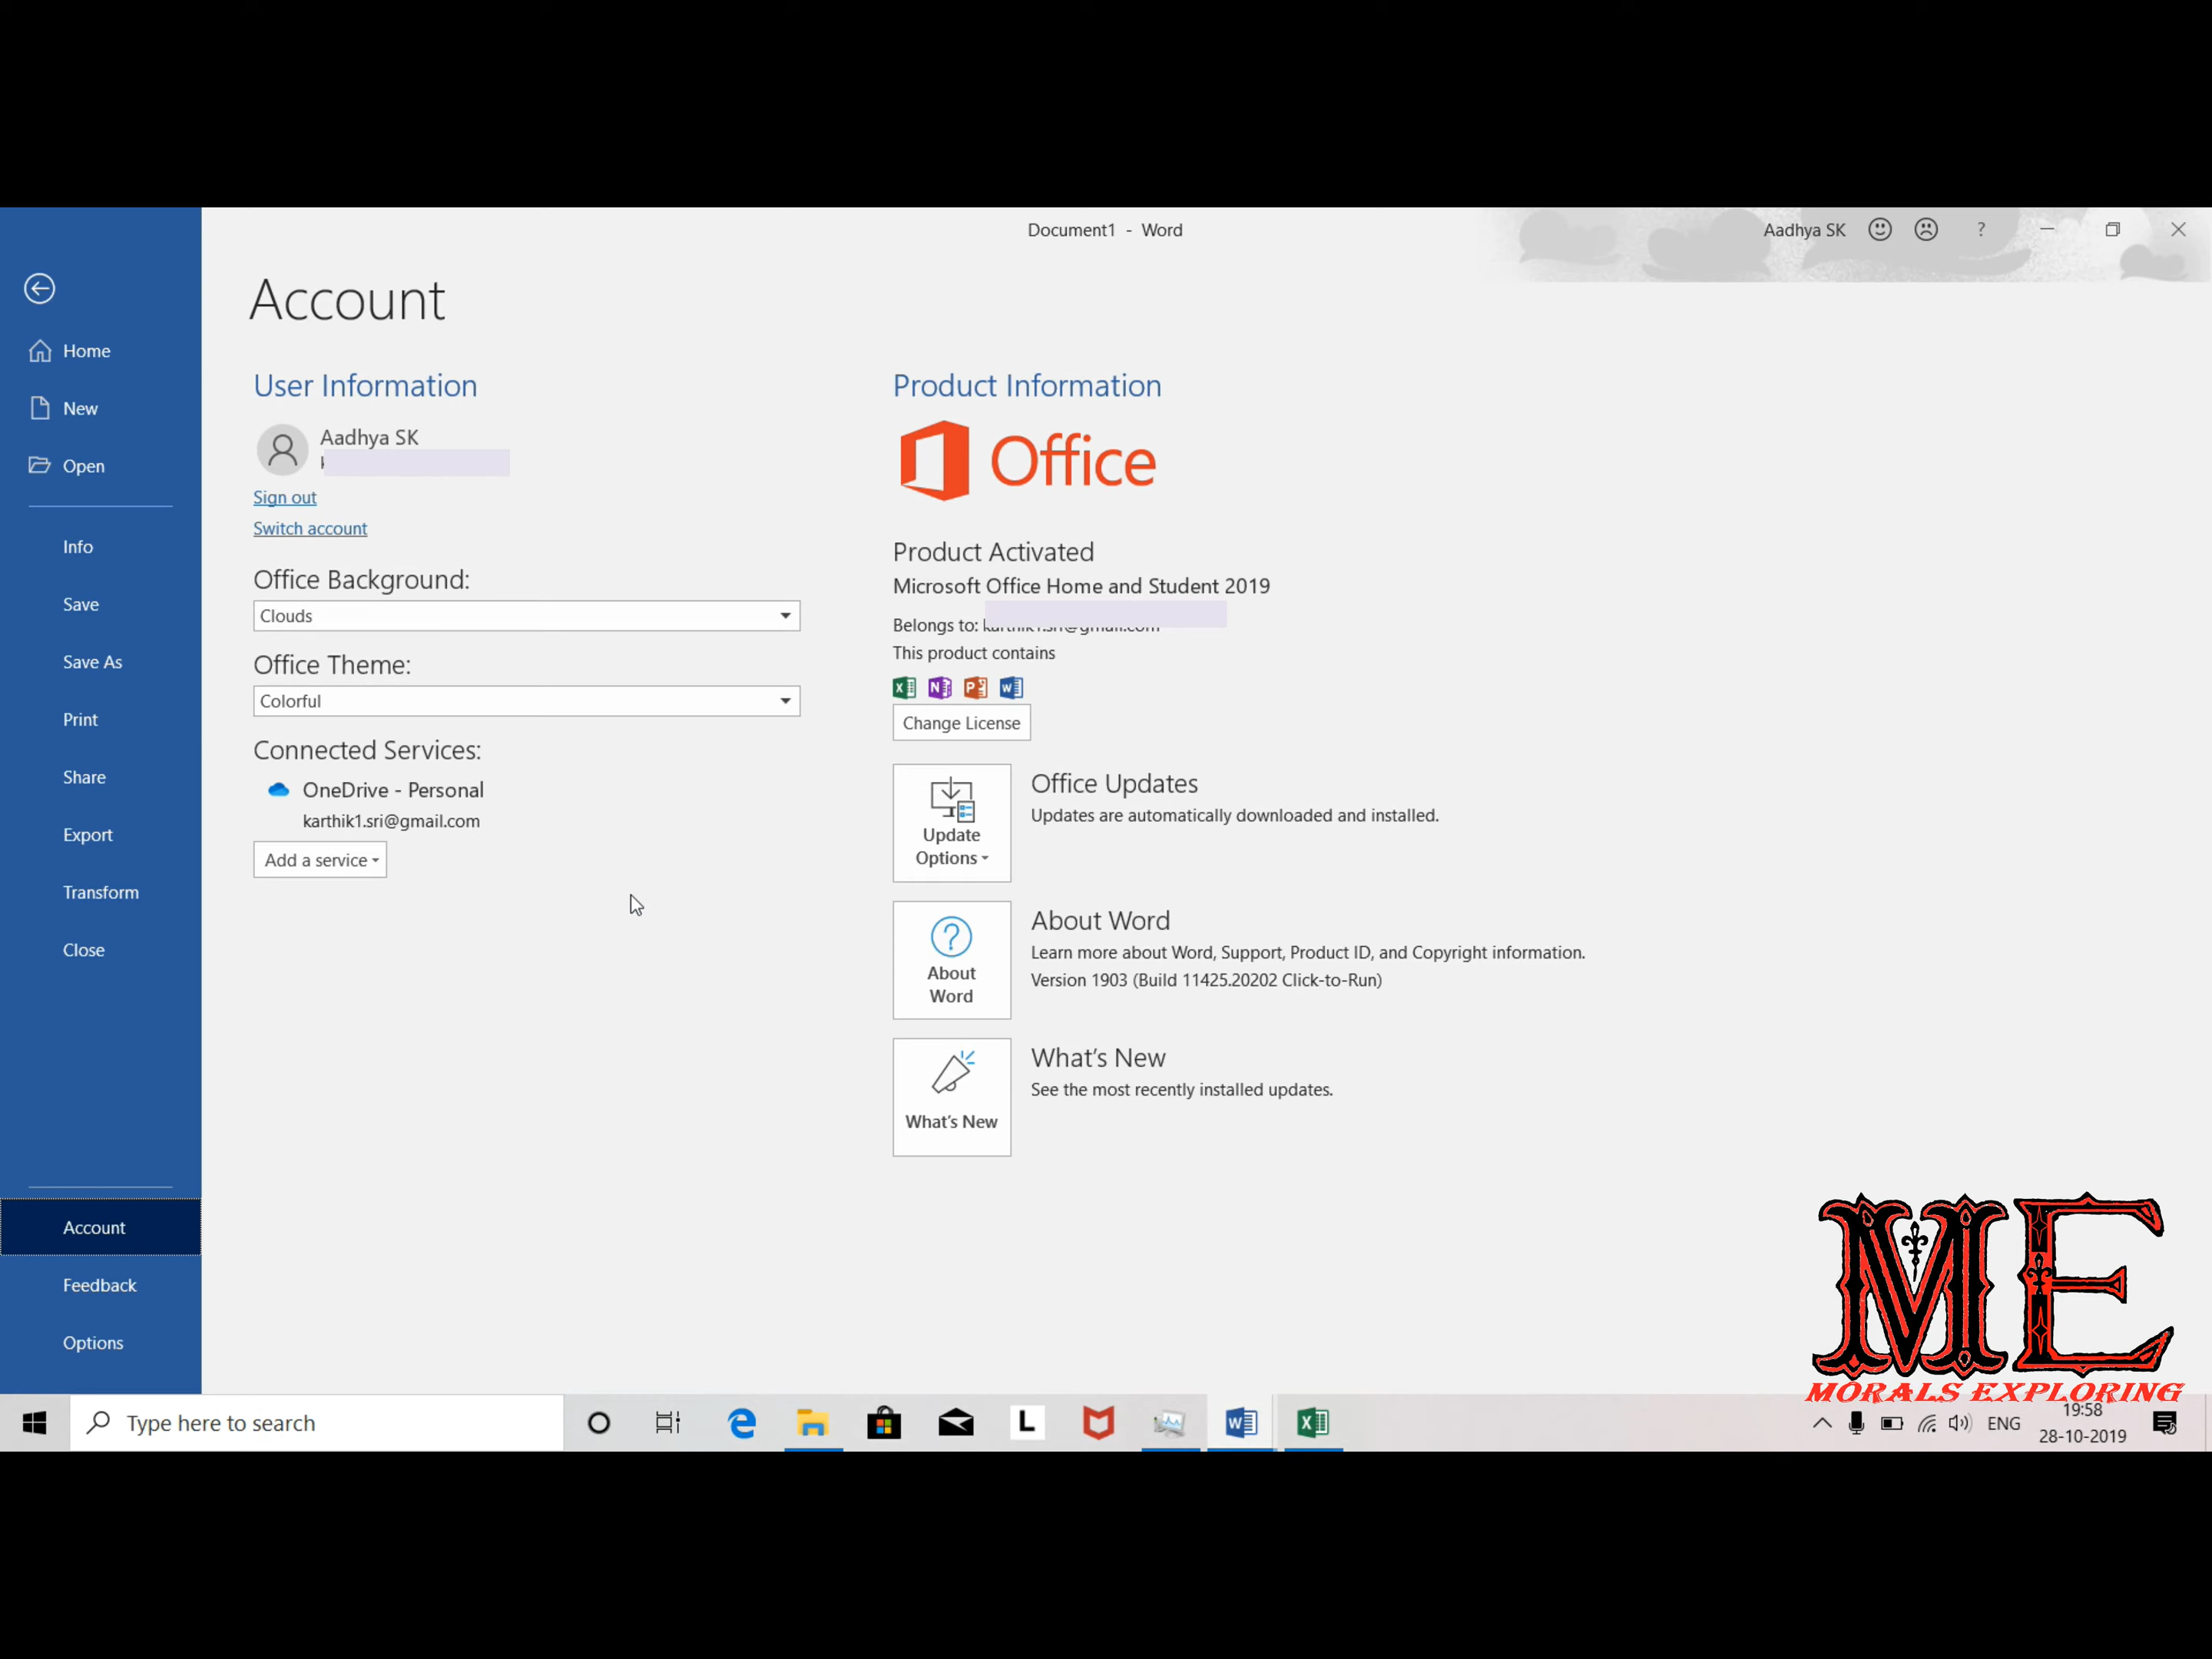 Document1 - Word
Aadhya SK
?
Account
Home
New
Open
Info
Save
Save As
Print
Share
Export
Transform
Close
Account
Feedback
Options
User Information
Aadhya SK
Sign out
Switch account
Office Background:
Clouds
Office Theme:
Colorful
Connected Services:
OneDrive - Personal
karthik1.sri@gmail.com
Add a service
Product Information
Office
Product Activated
Microsoft Office Home and Student 2019
Belongs to: karthik1.sri@gmail.com
This product contains
Change License
Update Options
Office Updates
Updates are automatically downloaded and installed.
About Word
About Word
Learn more about Word, Support, Product ID, and Copyright information.
Version 1903 (Build 11425.20202 Click-to-Run)
What's New
What's New
See the most recently installed updates.
ME
MORALS EXPLORING
Type here to search
L
ENG
19:58
28-10-2019